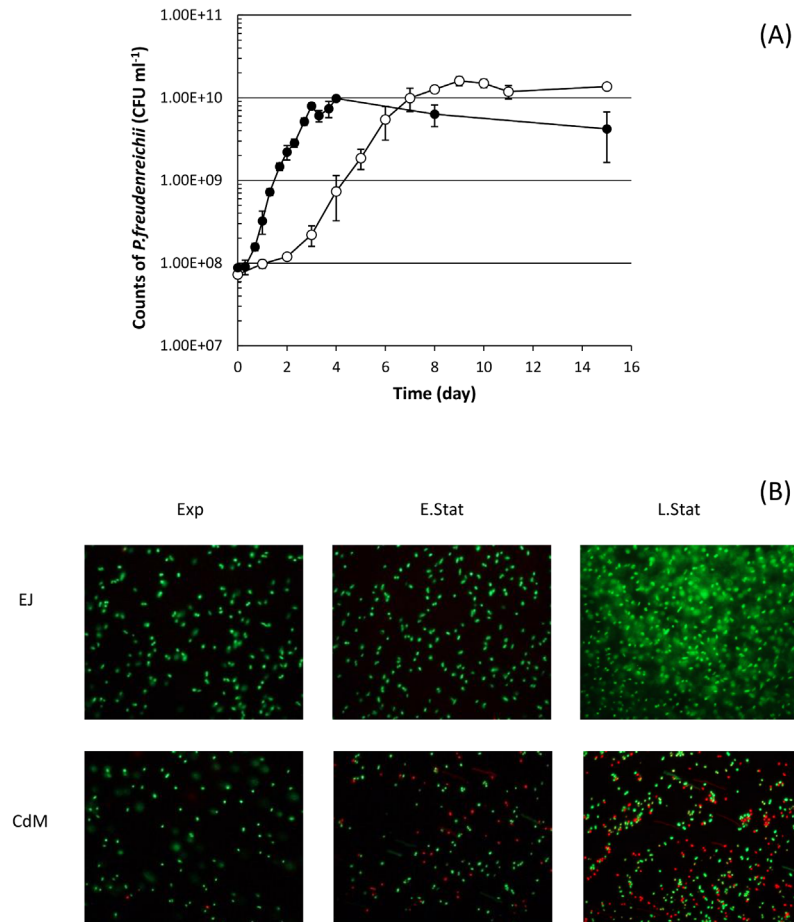 (A)
1.00E+11
1.00E+10
1.00E+09
1.00E+08
1.00E+07
Counts of P.freudenreichii (CFU ml⁻¹)
0 2 4 6 8 10 12 14 16
Time (day)
(B)
Exp E.Stat L.Stat
EJ
CdM